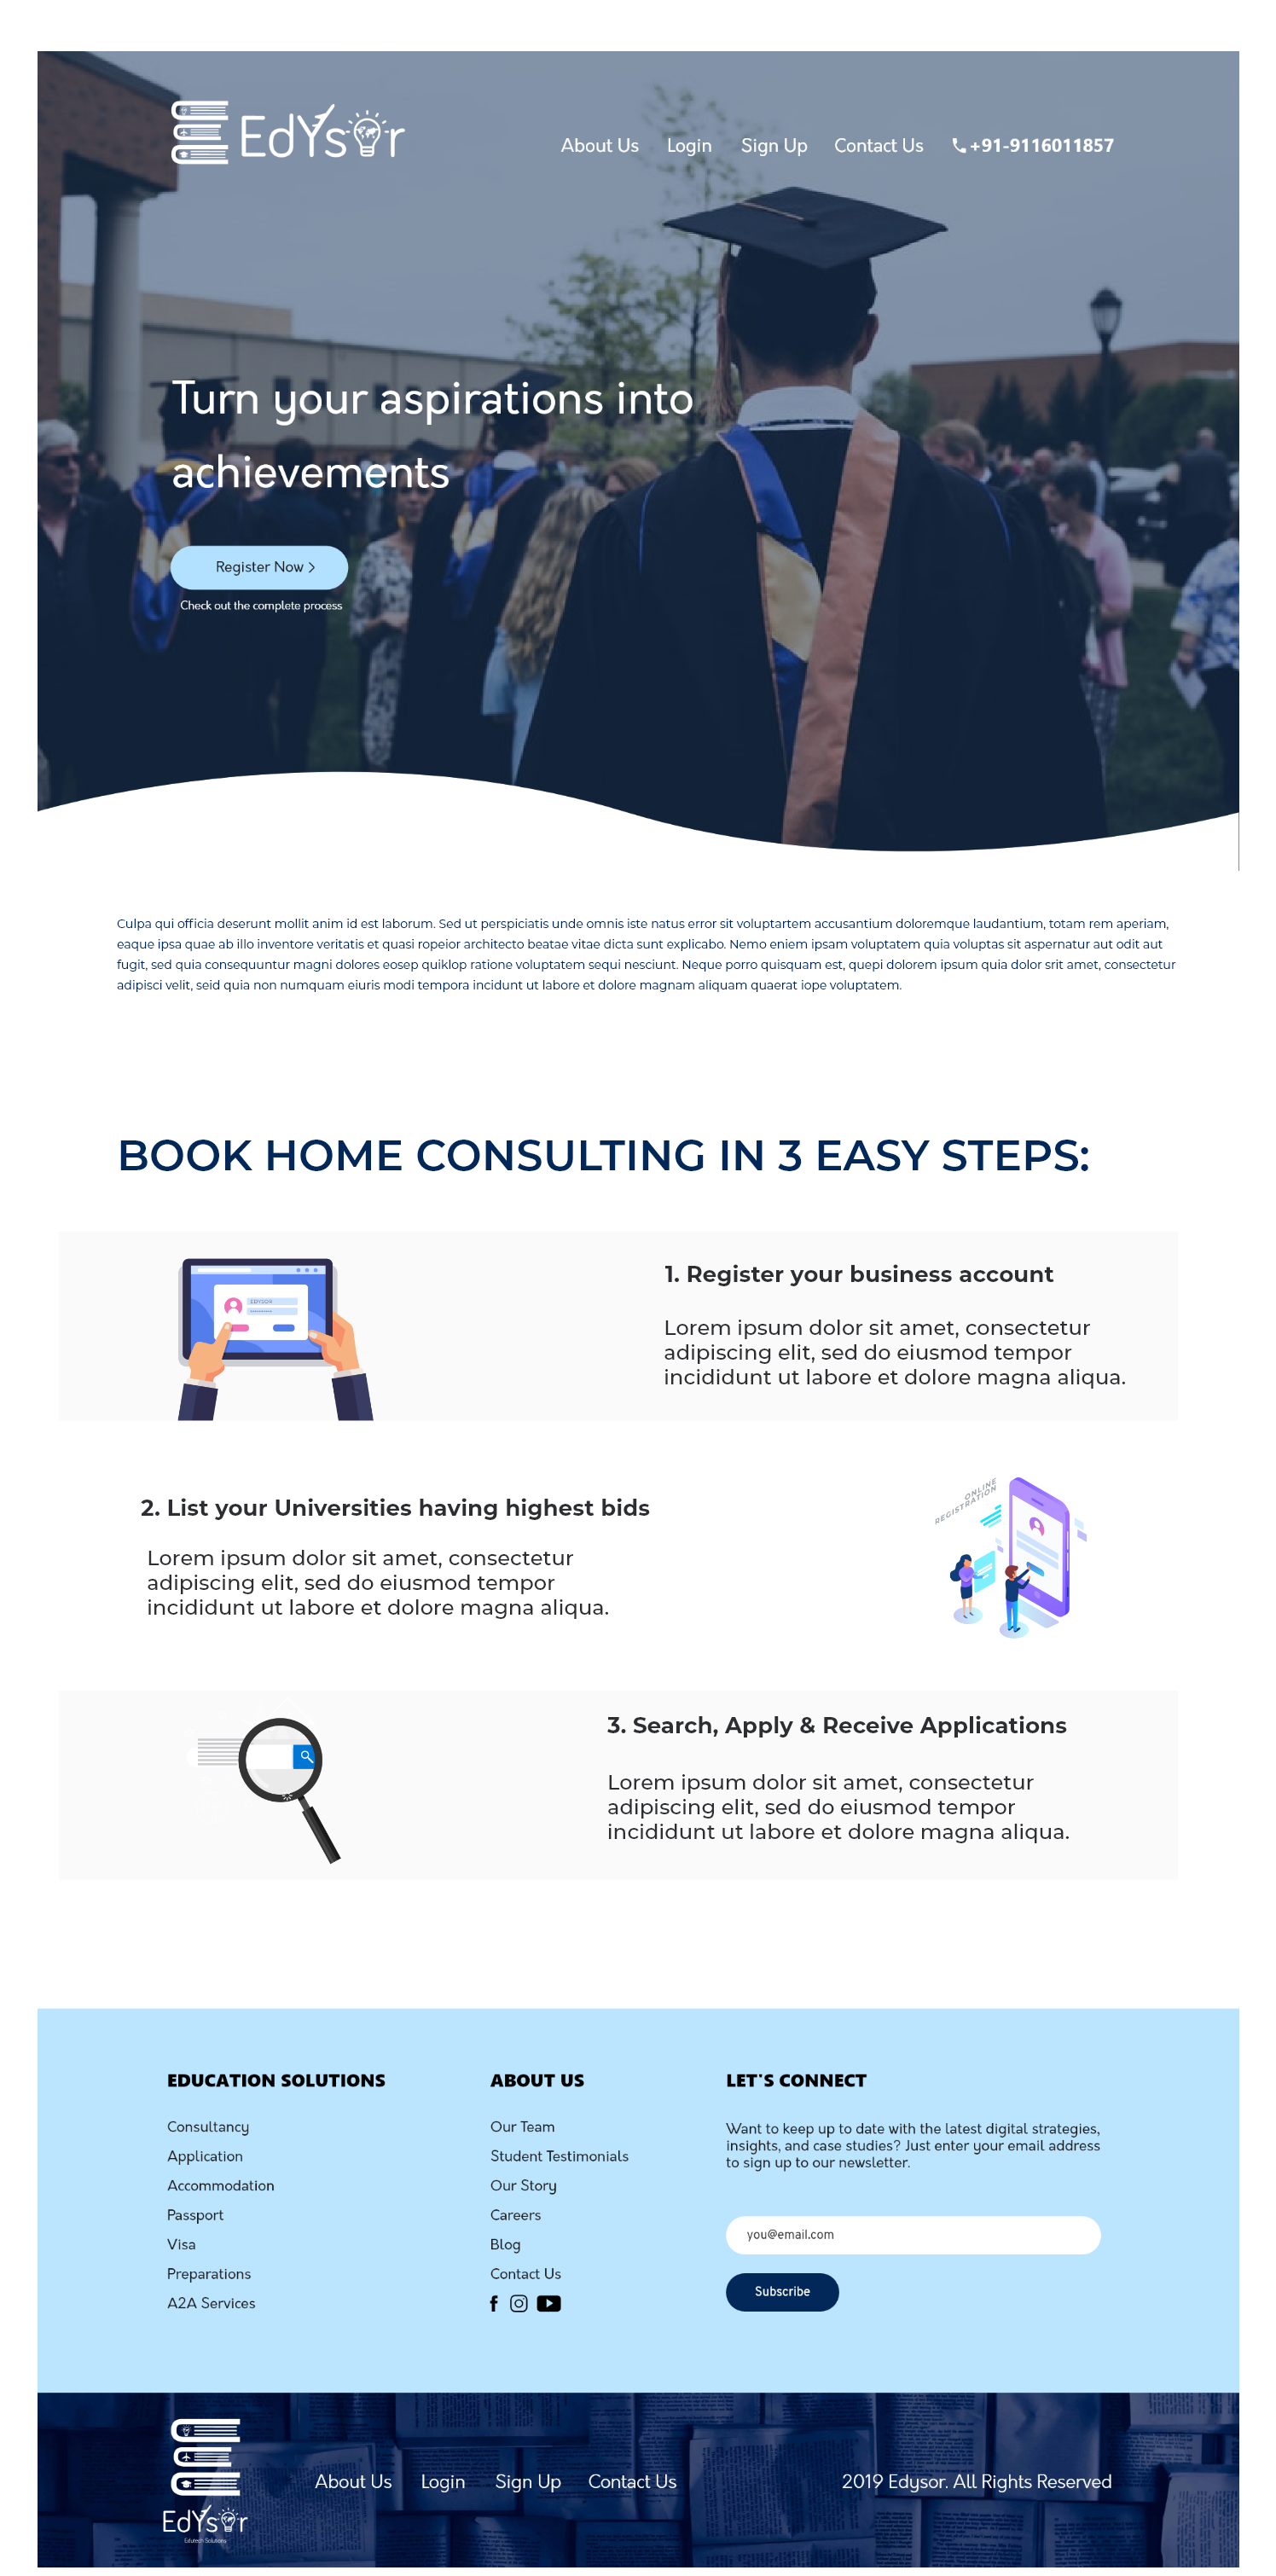 EdYsor
About Us Login Sign Up Contact Us +91-9116011857
Turn your aspirations into
achievements
Register Now >
Check out the complete process
Culpa qui officia deserunt mollit anim id est laborum. Sed ut perspiciatis unde omnis iste natus error sit voluptartem accusantium doloremque laudantium, totam rem aperiam,
eaque ipsa quae ab illo inventore veritatis et quasi ropeior architecto beatae vitae dicta sunt explicabo. Nemo eniem ipsam voluptatem quia voluptas sit aspernatur aut odit aut
fugit, sed quia consequuntur magni dolores eosep quiklop ratione voluptatem sequi nesciunt. Neque porro quisquam est, quepi dolorem ipsum quia dolor srit amet, consectetur
adipisci velit, seid quia non numquam eiuris modi tempora incidunt ut labore et dolore magnam aliquam quaerat iope voluptatem.
BOOK HOME CONSULTING IN 3 EASY STEPS:
EDYSOR
1. Register your business account
Lorem ipsum dolor sit amet, consectetur
adipiscing elit, sed do eiusmod tempor
incididunt ut labore et dolore magna aliqua.
2. List your Universities having highest bids
Lorem ipsum dolor sit amet, consectetur
adipiscing elit, sed do eiusmod tempor
incididunt ut labore et dolore magna aliqua.
ONLINE
REGISTRATION
3. Search, Apply & Receive Applications
Lorem ipsum dolor sit amet, consectetur
adipiscing elit, sed do eiusmod tempor
incididunt ut labore et dolore magna aliqua.
EDUCATION SOLUTIONS
Consultancy
Application
Accommodation
Passport
Visa
Preparations
A2A Services
ABOUT US
Our Team
Student Testimonials
Our Story
Careers
Blog
Contact Us
LET'S CONNECT
Want to keep up to date with the latest digital strategies,
insights, and case studies? Just enter your email address
to sign up to our newsletter.
you@email.com
Subscribe
EdYsor
Edutech Solutions
About Us Login Sign Up Contact Us
2019 Edysor. All Rights Reserved